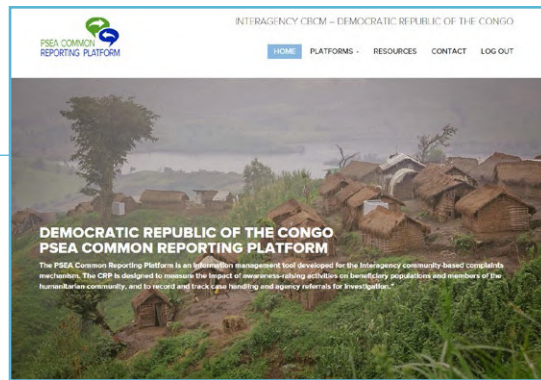 INTERAGENCY CBCM – DEMOCRATIC REPUBLIC OF THE CONGO
PSEA COMMON
REPORTING PLATFORM
HOME PLATFORMS - RESOURCES CONTACT LOG OUT
DEMOCRATIC REPUBLIC OF THE CONGO
PSEA COMMON REPORTING PLATFORM
The PSEA Common Reporting Platform is an information management tool developed for the Interagency community-based complaints
mechanism. The CRP is designed to measure the impact of awareness-raising activities on beneficiary populations and members of the
humanitarian community, and to record and track case handling and agency referrals for investigation."